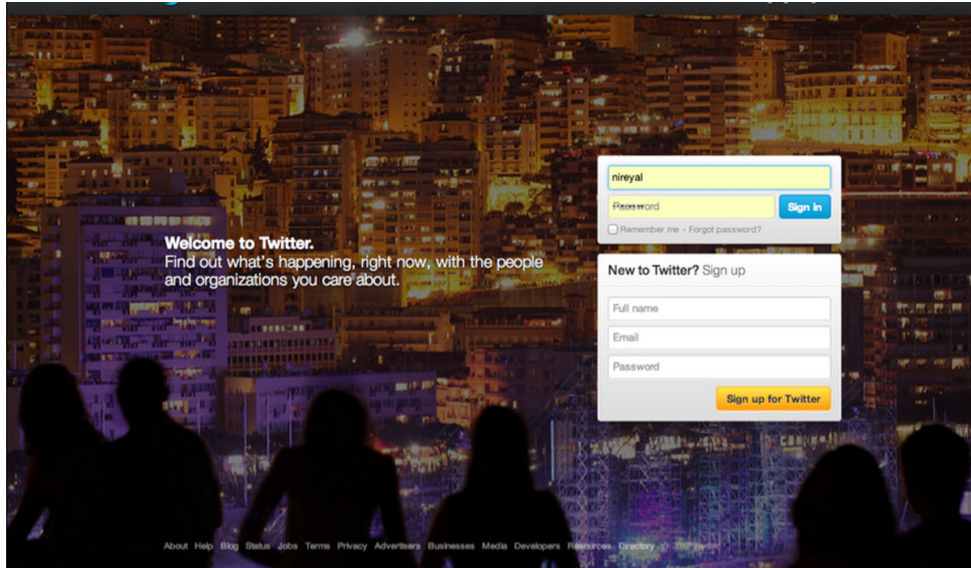 Welcome to Twitter.
Find out what's happening, right now, with the people
and organizations you care about.
nireyal
Password
Sign in
Remember me · Forgot password?
New to Twitter? Sign up
Full name
Email
Password
Sign up for Twitter
About Help Blog Status Jobs Terms Privacy Advertisers Businesses Media Developers Resources Directory